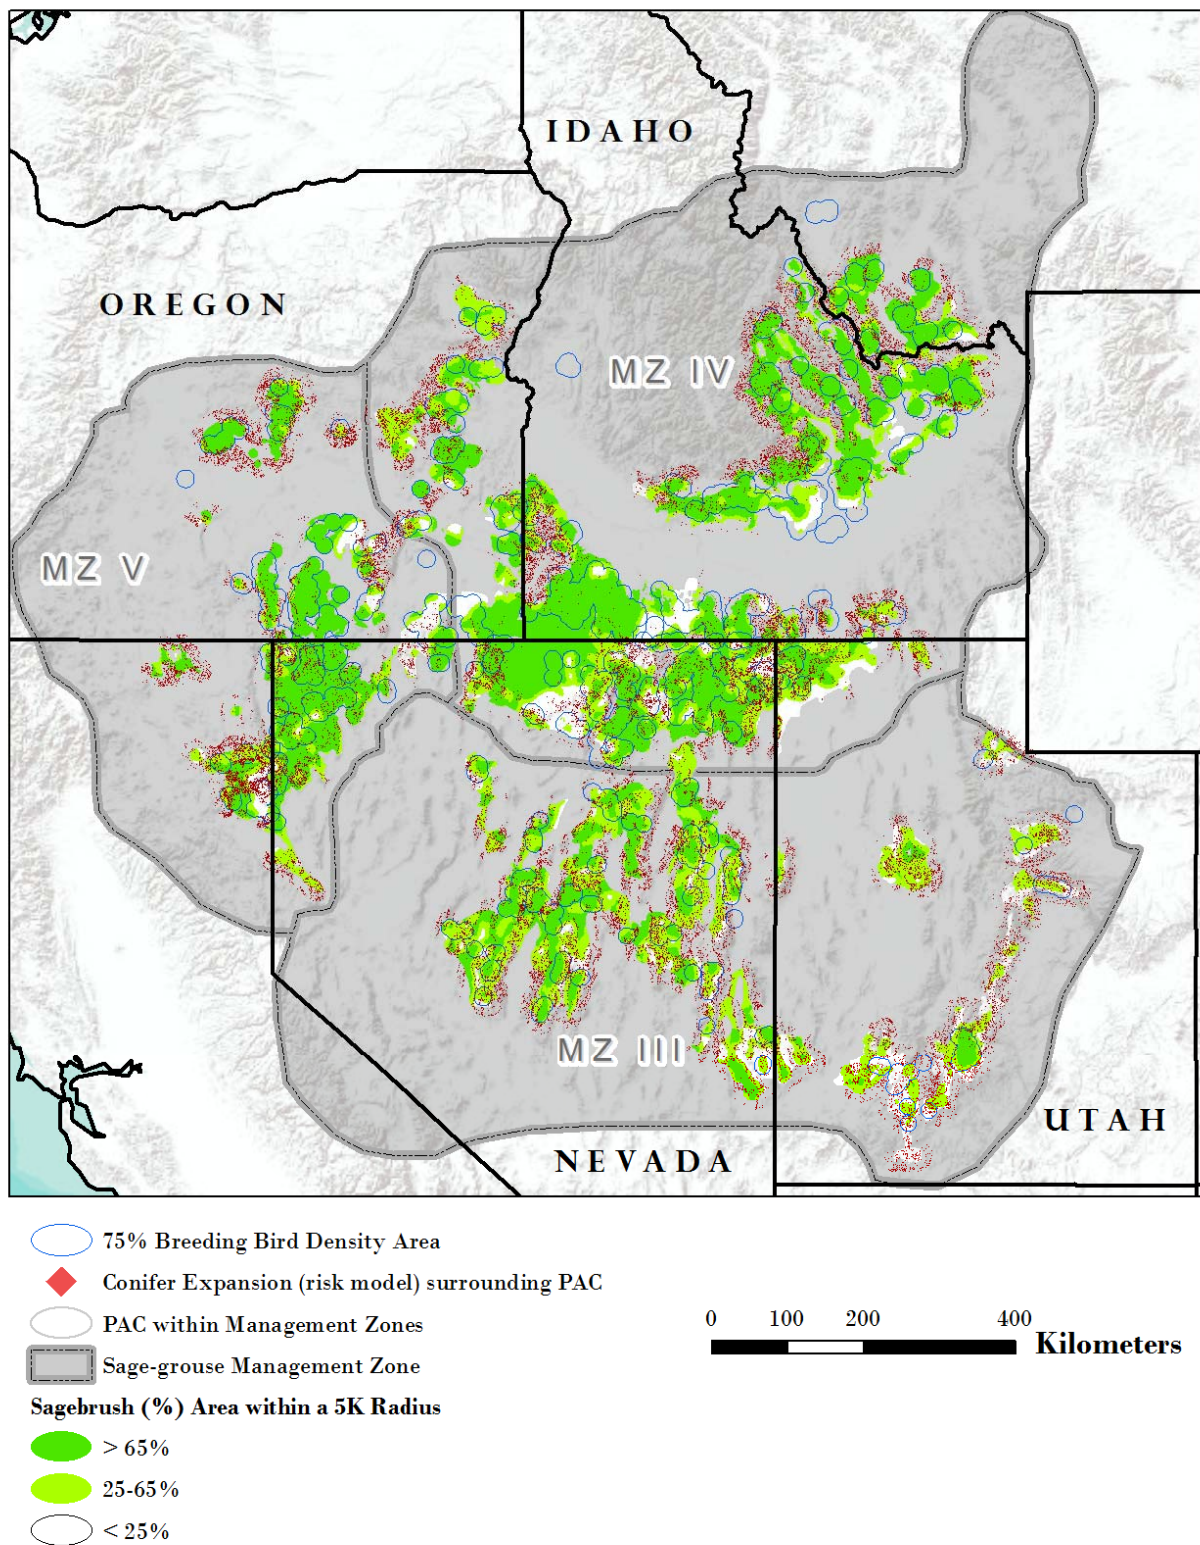 IDAHO
OREGON
MZ IV
MZ V
MZ III
UTAH
NEVADA
75% Breeding Bird Density Area
Conifer Expansion (risk model) surrounding PAC
PAC within Management Zones
Sage-grouse Management Zone
Sagebrush (%) Area within a 5K Radius
> 65%
25-65%
< 25%
0 100 200 400
Kilometers